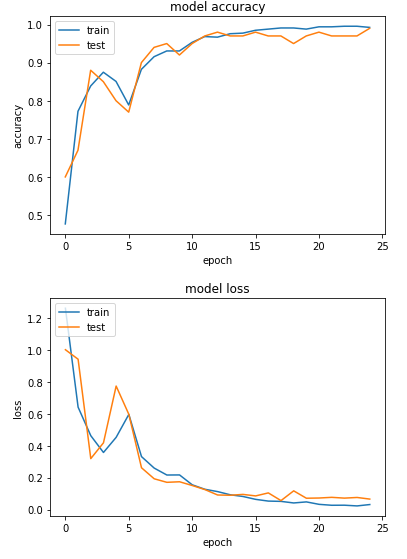 model accuracy
train
test
1.0
0.9
0.8
0.7
0.6
0.5
accuracy
0 5 10 15 20 25
epoch
model loss
train
test
1.2
1.0
0.8
0.6
0.4
0.2
0.0
loss
0 5 10 15 20 25
epoch